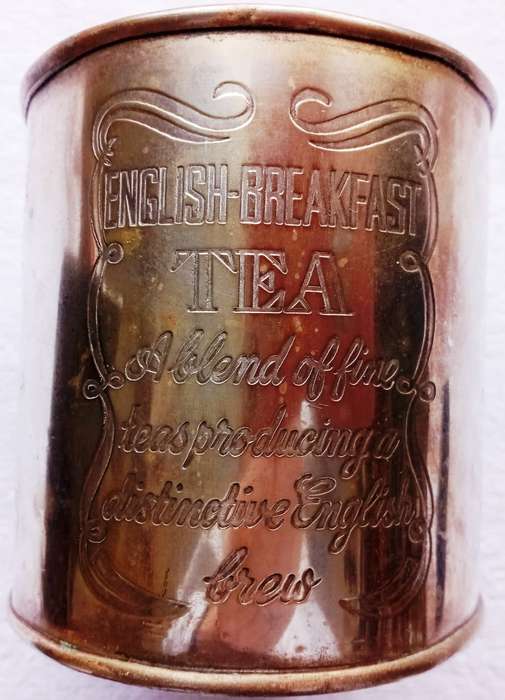 ENGLISH-BREAKFAST
TEA
A blend of fine
teas producing a
distinctive English
brew